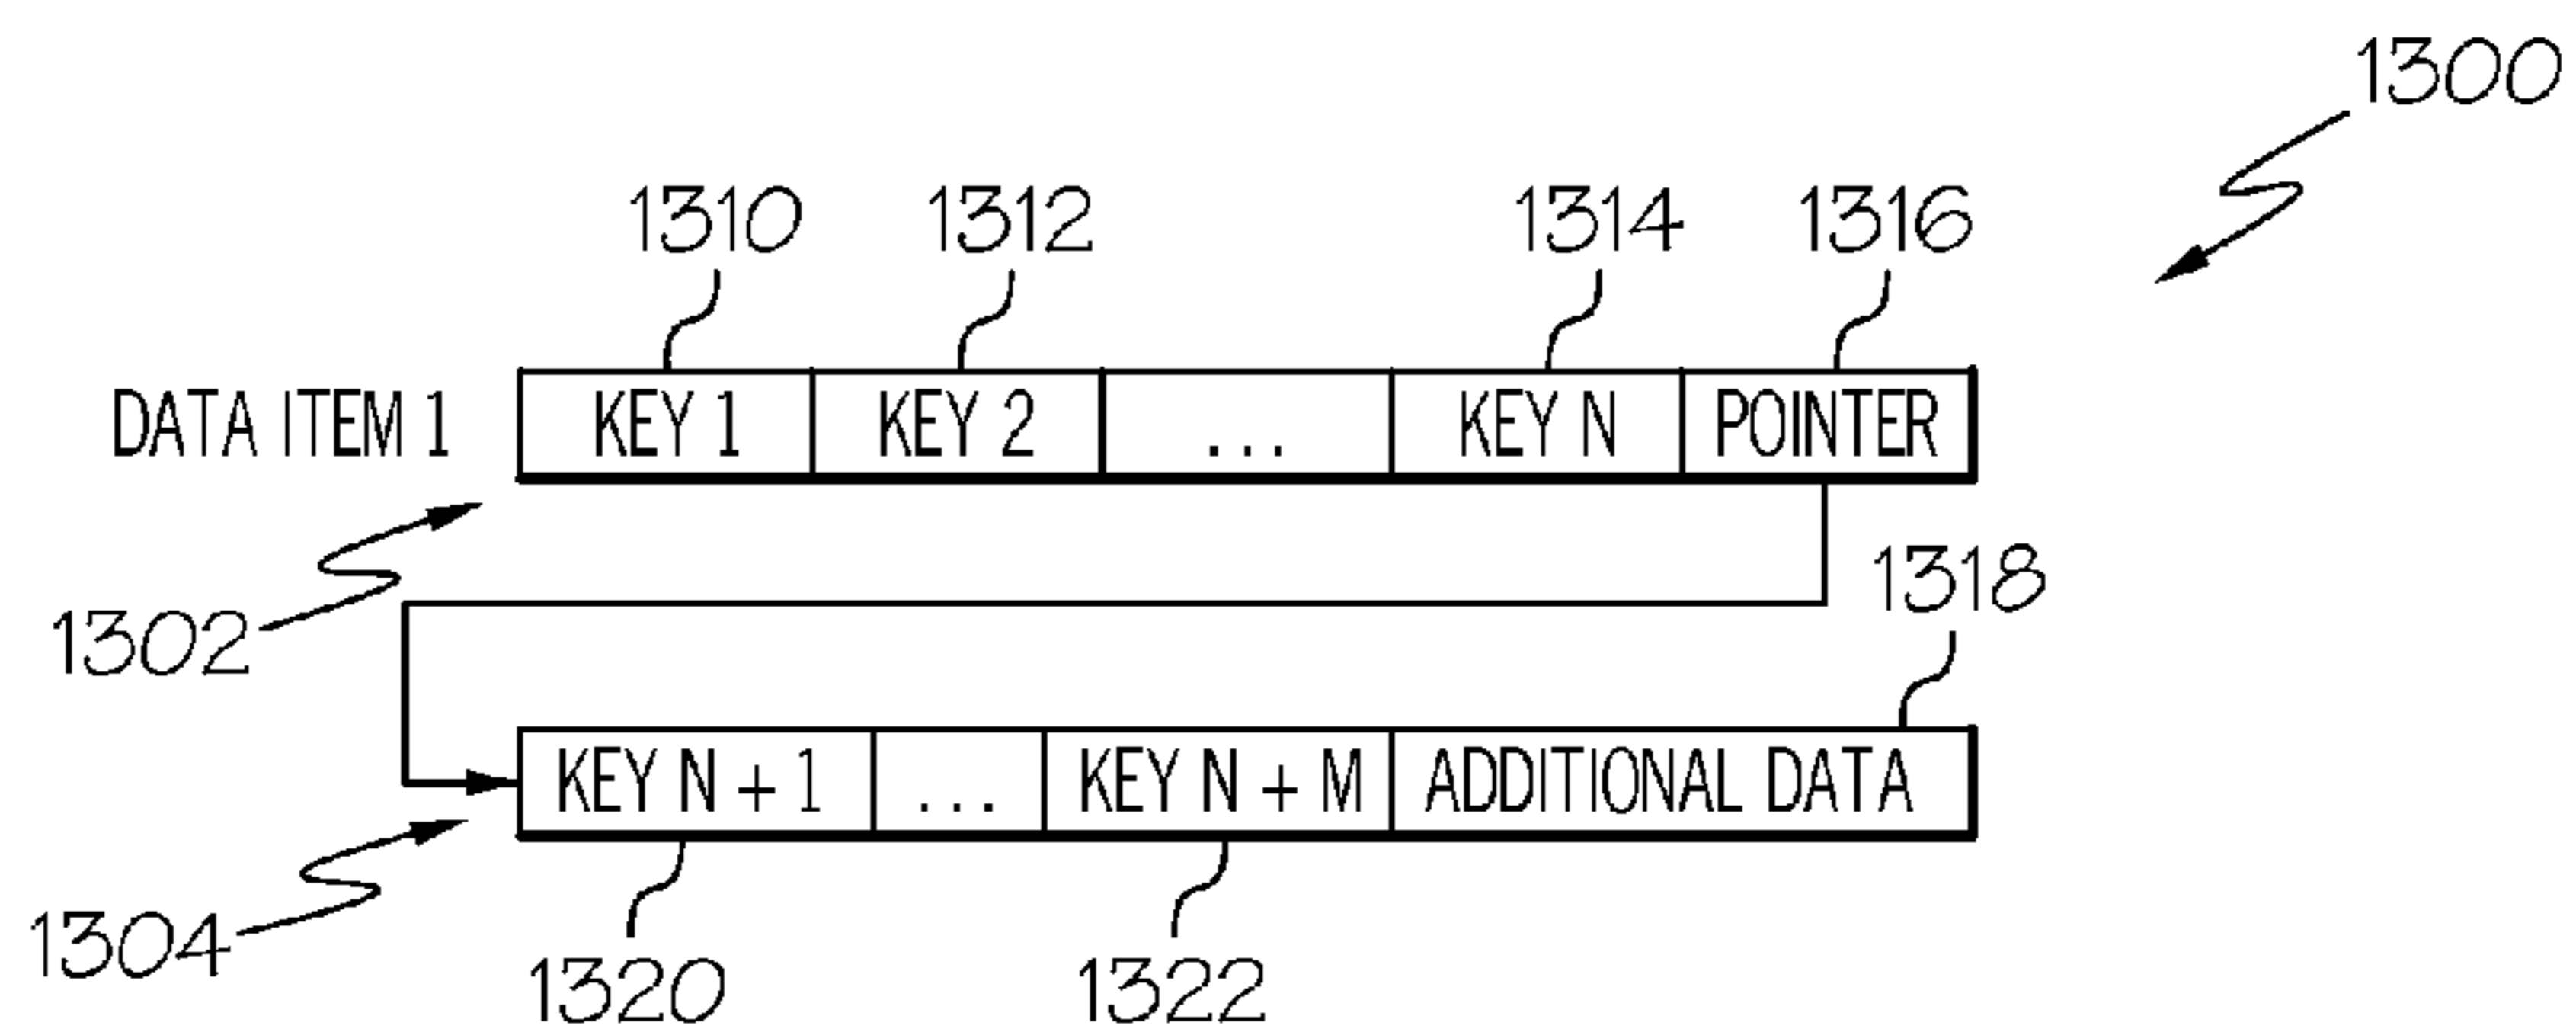 1300
1310 1312 1314 1316
DATA ITEM 1 KEY 1 KEY 2 ... KEY N POINTER
1302
1318
KEY N + 1 ... KEY N + M ADDITIONAL DATA
1304
1320 1322